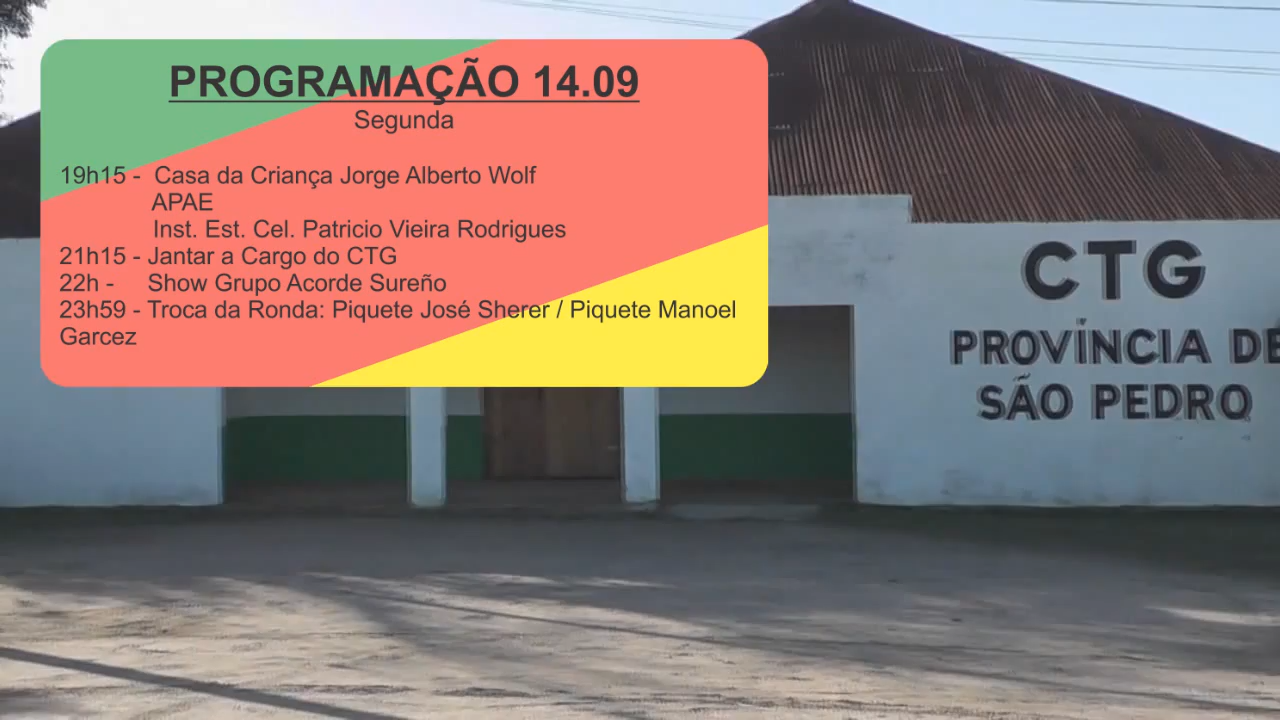 PROGRAMAÇÃO 14.09
Segunda
19h15 - Casa da Criança Jorge Alberto Wolf
APAE
Inst. Est. Cel. Patricio Vieira Rodrigues
21h15 - Jantar a Cargo do CTG
22h - Show Grupo Acorde Sureño
23h59 - Troca da Ronda: Piquete José Sherer / Piquete Manoel
Garcez
CTG
PROVÍNCIA DE
SÃO PEDRO